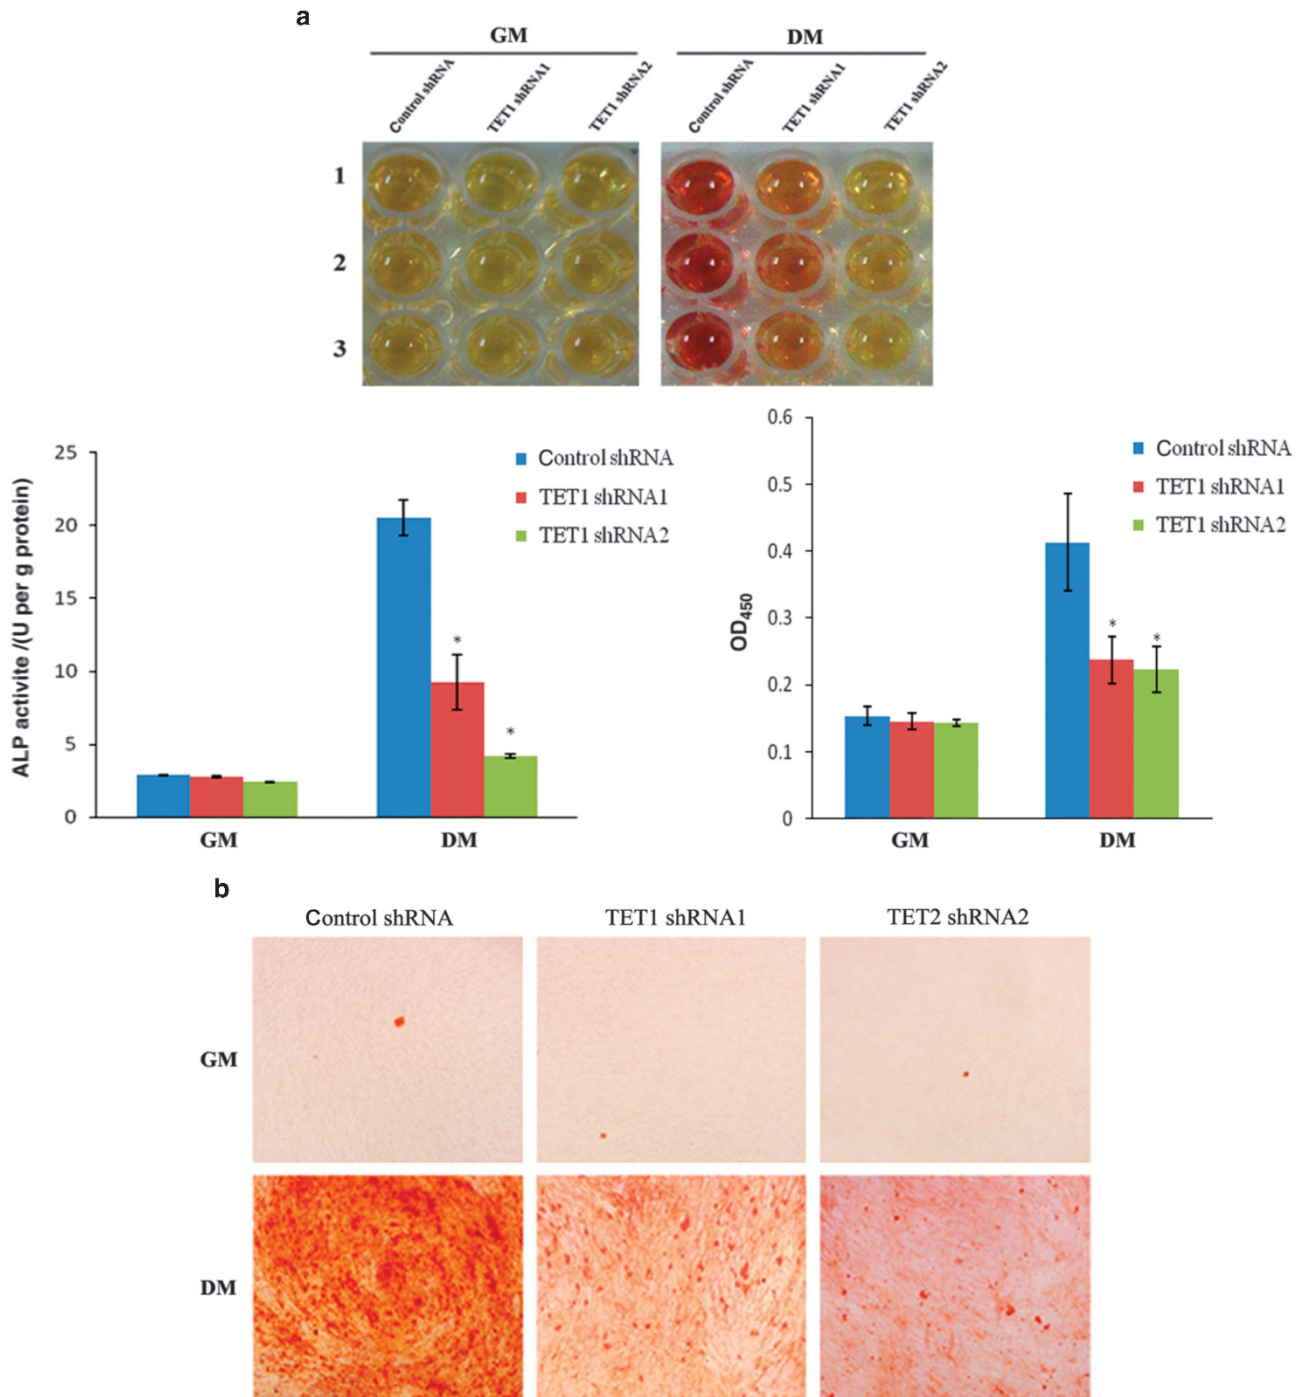 a
GM DM
Control shRNA TET1 shRNA1 TET1 shRNA2 Control shRNA TET1 shRNA1 TET1 shRNA2
1
2
3
ALP activite /(U per g protein)
25
20
15
10
5
0
Control shRNA
TET1 shRNA1
TET1 shRNA2
*
*
GM DM
OD450
0.6
0.5
0.4
0.3
0.2
0.1
0
Control shRNA
TET1 shRNA1
TET1 shRNA2
* *
GM DM
b
Control shRNA TET1 shRNA1 TET2 shRNA2
GM
DM